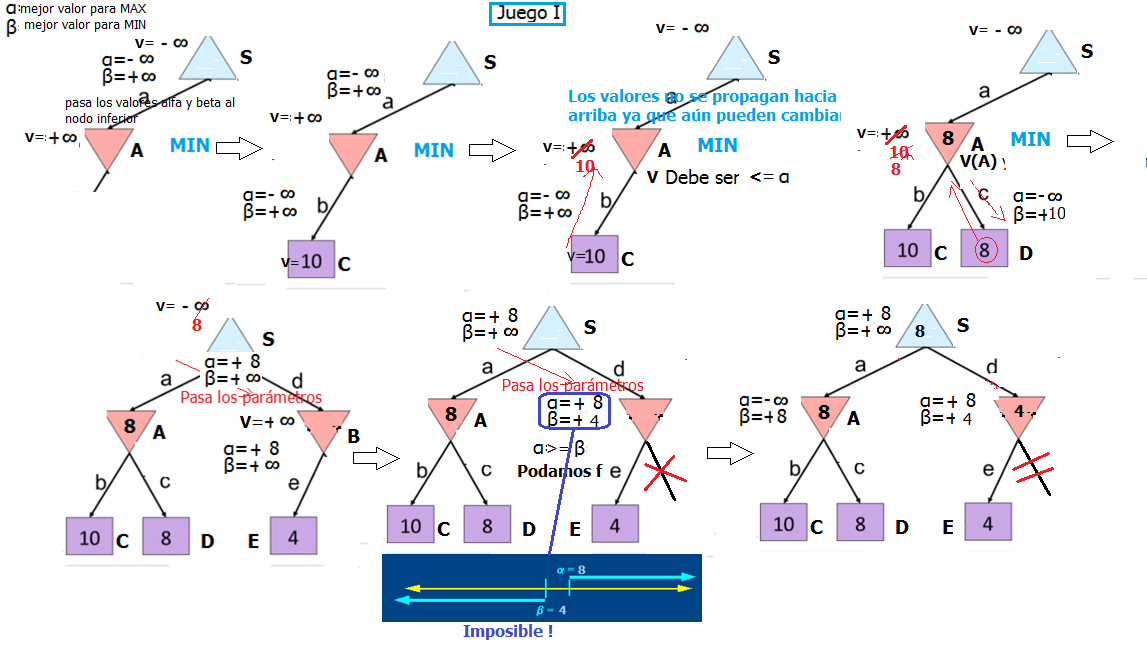 α:mejor valor para MAX
β: mejor valor para MIN
Juego I
v= - ∞
S
α=- ∞
β=+∞
a
pasa los valores alfa y beta al
nodo inferior
v=+∞
A
MIN
S
α=- ∞
β=+∞
a
v=:+∞
A
MIN
α=- ∞
β=+∞
b
v=10
C
v= -∞
S
Los valores no se propagan hacia
arriba ya que aún pueden cambiar
a
v=:+∞
10
A
MIN
V Debe ser <= a
α=- ∞
β=+∞
b
v=10
C
v= -∞
S
a
v=:+∞
10
8
8
A
V(A)
MIN
b
c
α=-∞
β=+10
10
C
8
D
v= - ∞
8
S
α=+ 8
β=+ ∞
a
d
Pasa los parámetros
8
A
V=+ ∞
B
α=+ 8
β=+ ∞
b
c
e
10
C
8
D
E
4
α=+ 8
β=+ ∞
S
a
d
Pasa los parámetros
8
A
α=+ 8
β=+ 4
α>= β
Podamos f
b
c
e
10
C
8
D
E
4
α = 8
β = 4
Imposible !
α=+ 8
β=+ ∞
8
S
a
d
α=-∞
β=+8
8
A
α=+ 8
β=+ 4
4
b
c
e
10
C
8
D
E
4